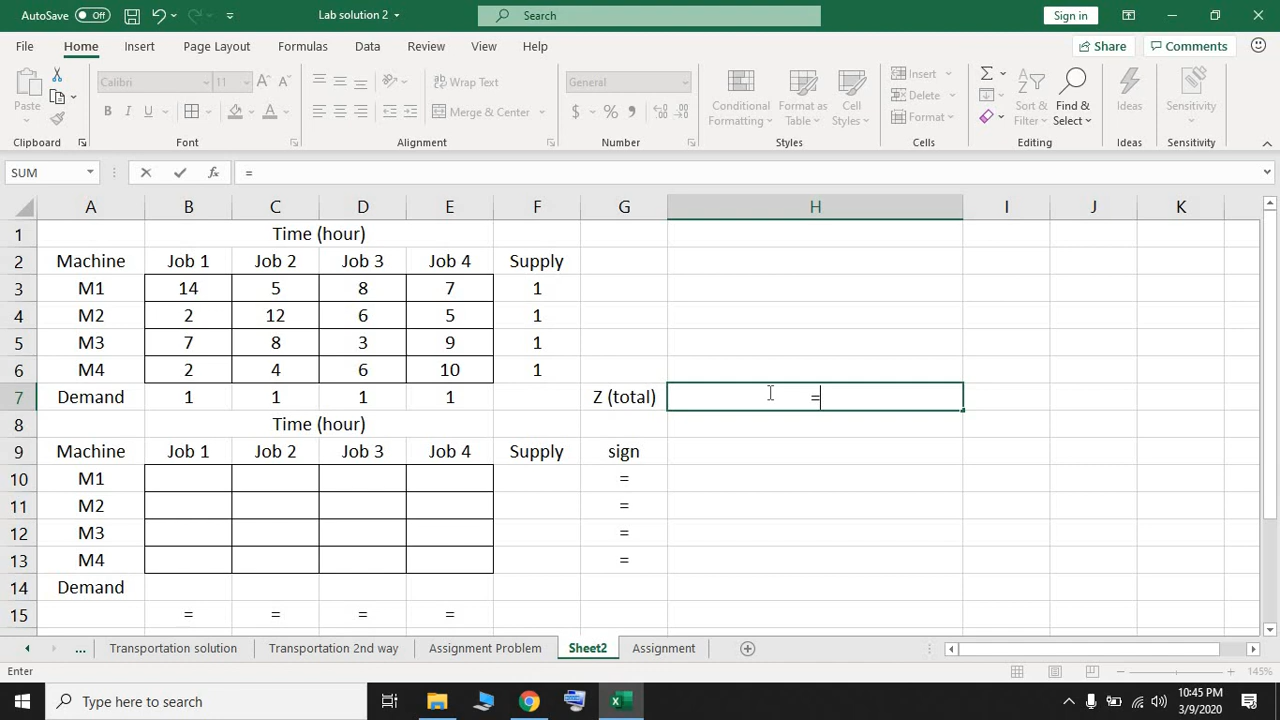 AutoSave Off Lab solution 2 Search Sign in
File Home Insert Page Layout Formulas Data Review View Help Share Comments
Paste Calibri 11 Wrap Text General Conditional Formatting Format as Table Cell Styles Insert Sort & Filter Find & Select Ideas Sensitivity
B I U Merge & Center $ % Delete
Format
Clipboard Font Alignment Number Styles Cells Editing Ideas Sensitivity
SUM fx =
A B C D E F G H I J K
1 Time (hour)
2 Machine Job 1 Job 2 Job 3 Job 4 Supply
3 M1 14 5 8 7 1
4 M2 2 12 6 5 1
5 M3 7 8 3 9 1
6 M4 2 4 6 10 1
7 Demand 1 1 1 1 Z (total) =
8 Time (hour)
9 Machine Job 1 Job 2 Job 3 Job 4 Supply sign
10 M1 =
11 M2 =
12 M3 =
13 M4 =
14 Demand
15 = = = =
... Transportation solution Transportation 2nd way Assignment Problem Sheet2 Assignment
Enter 145%
Type here to search 10:45 PM
3/9/2020